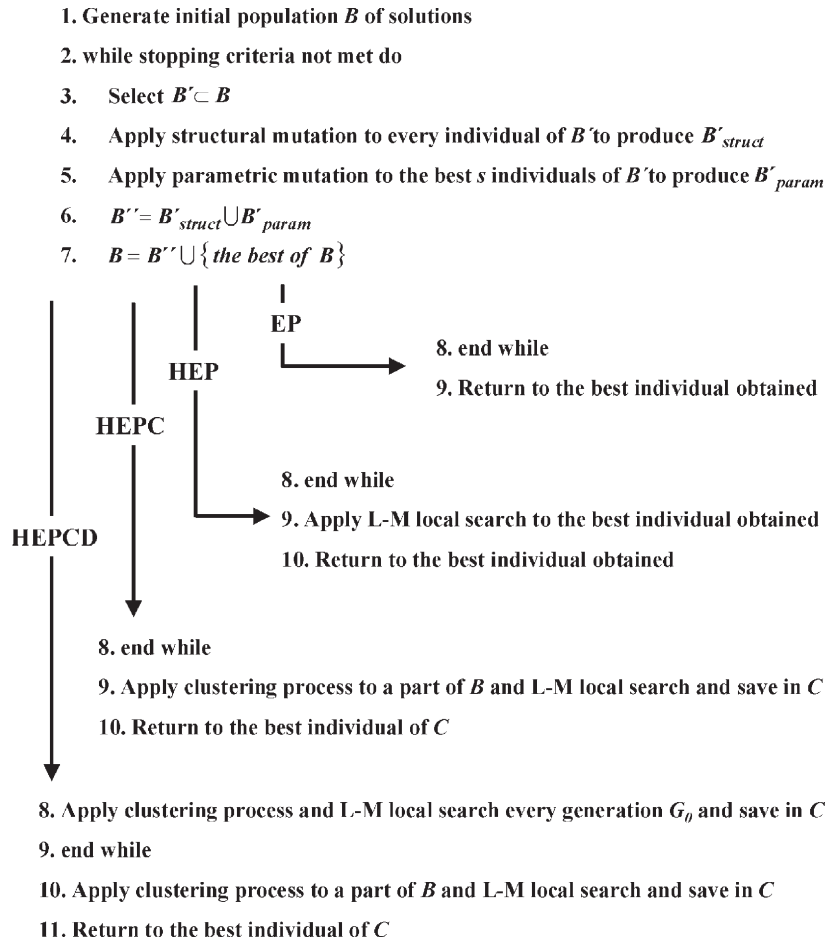 1. Generate initial population B of solutions
2. while stopping criteria not met do
3. Select B′⊂ B
4. Apply structural mutation to every individual of B′to produce B′struct
5. Apply parametric mutation to the best s individuals of B′to produce B′param
6. B′′= B′struct∪B′param
7. B = B′′∪{the best of B}
EP
8. end while
9. Return to the best individual obtained
HEP
8. end while
9. Apply L-M local search to the best individual obtained
10. Return to the best individual obtained
HEPC
8. end while
9. Apply clustering process to a part of B and L-M local search and save in C
10. Return to the best individual of C
HEPCD
8. Apply clustering process and L-M local search every generation G0 and save in C
9. end while
10. Apply clustering process to a part of B and L-M local search and save in C
11. Return to the best individual of C